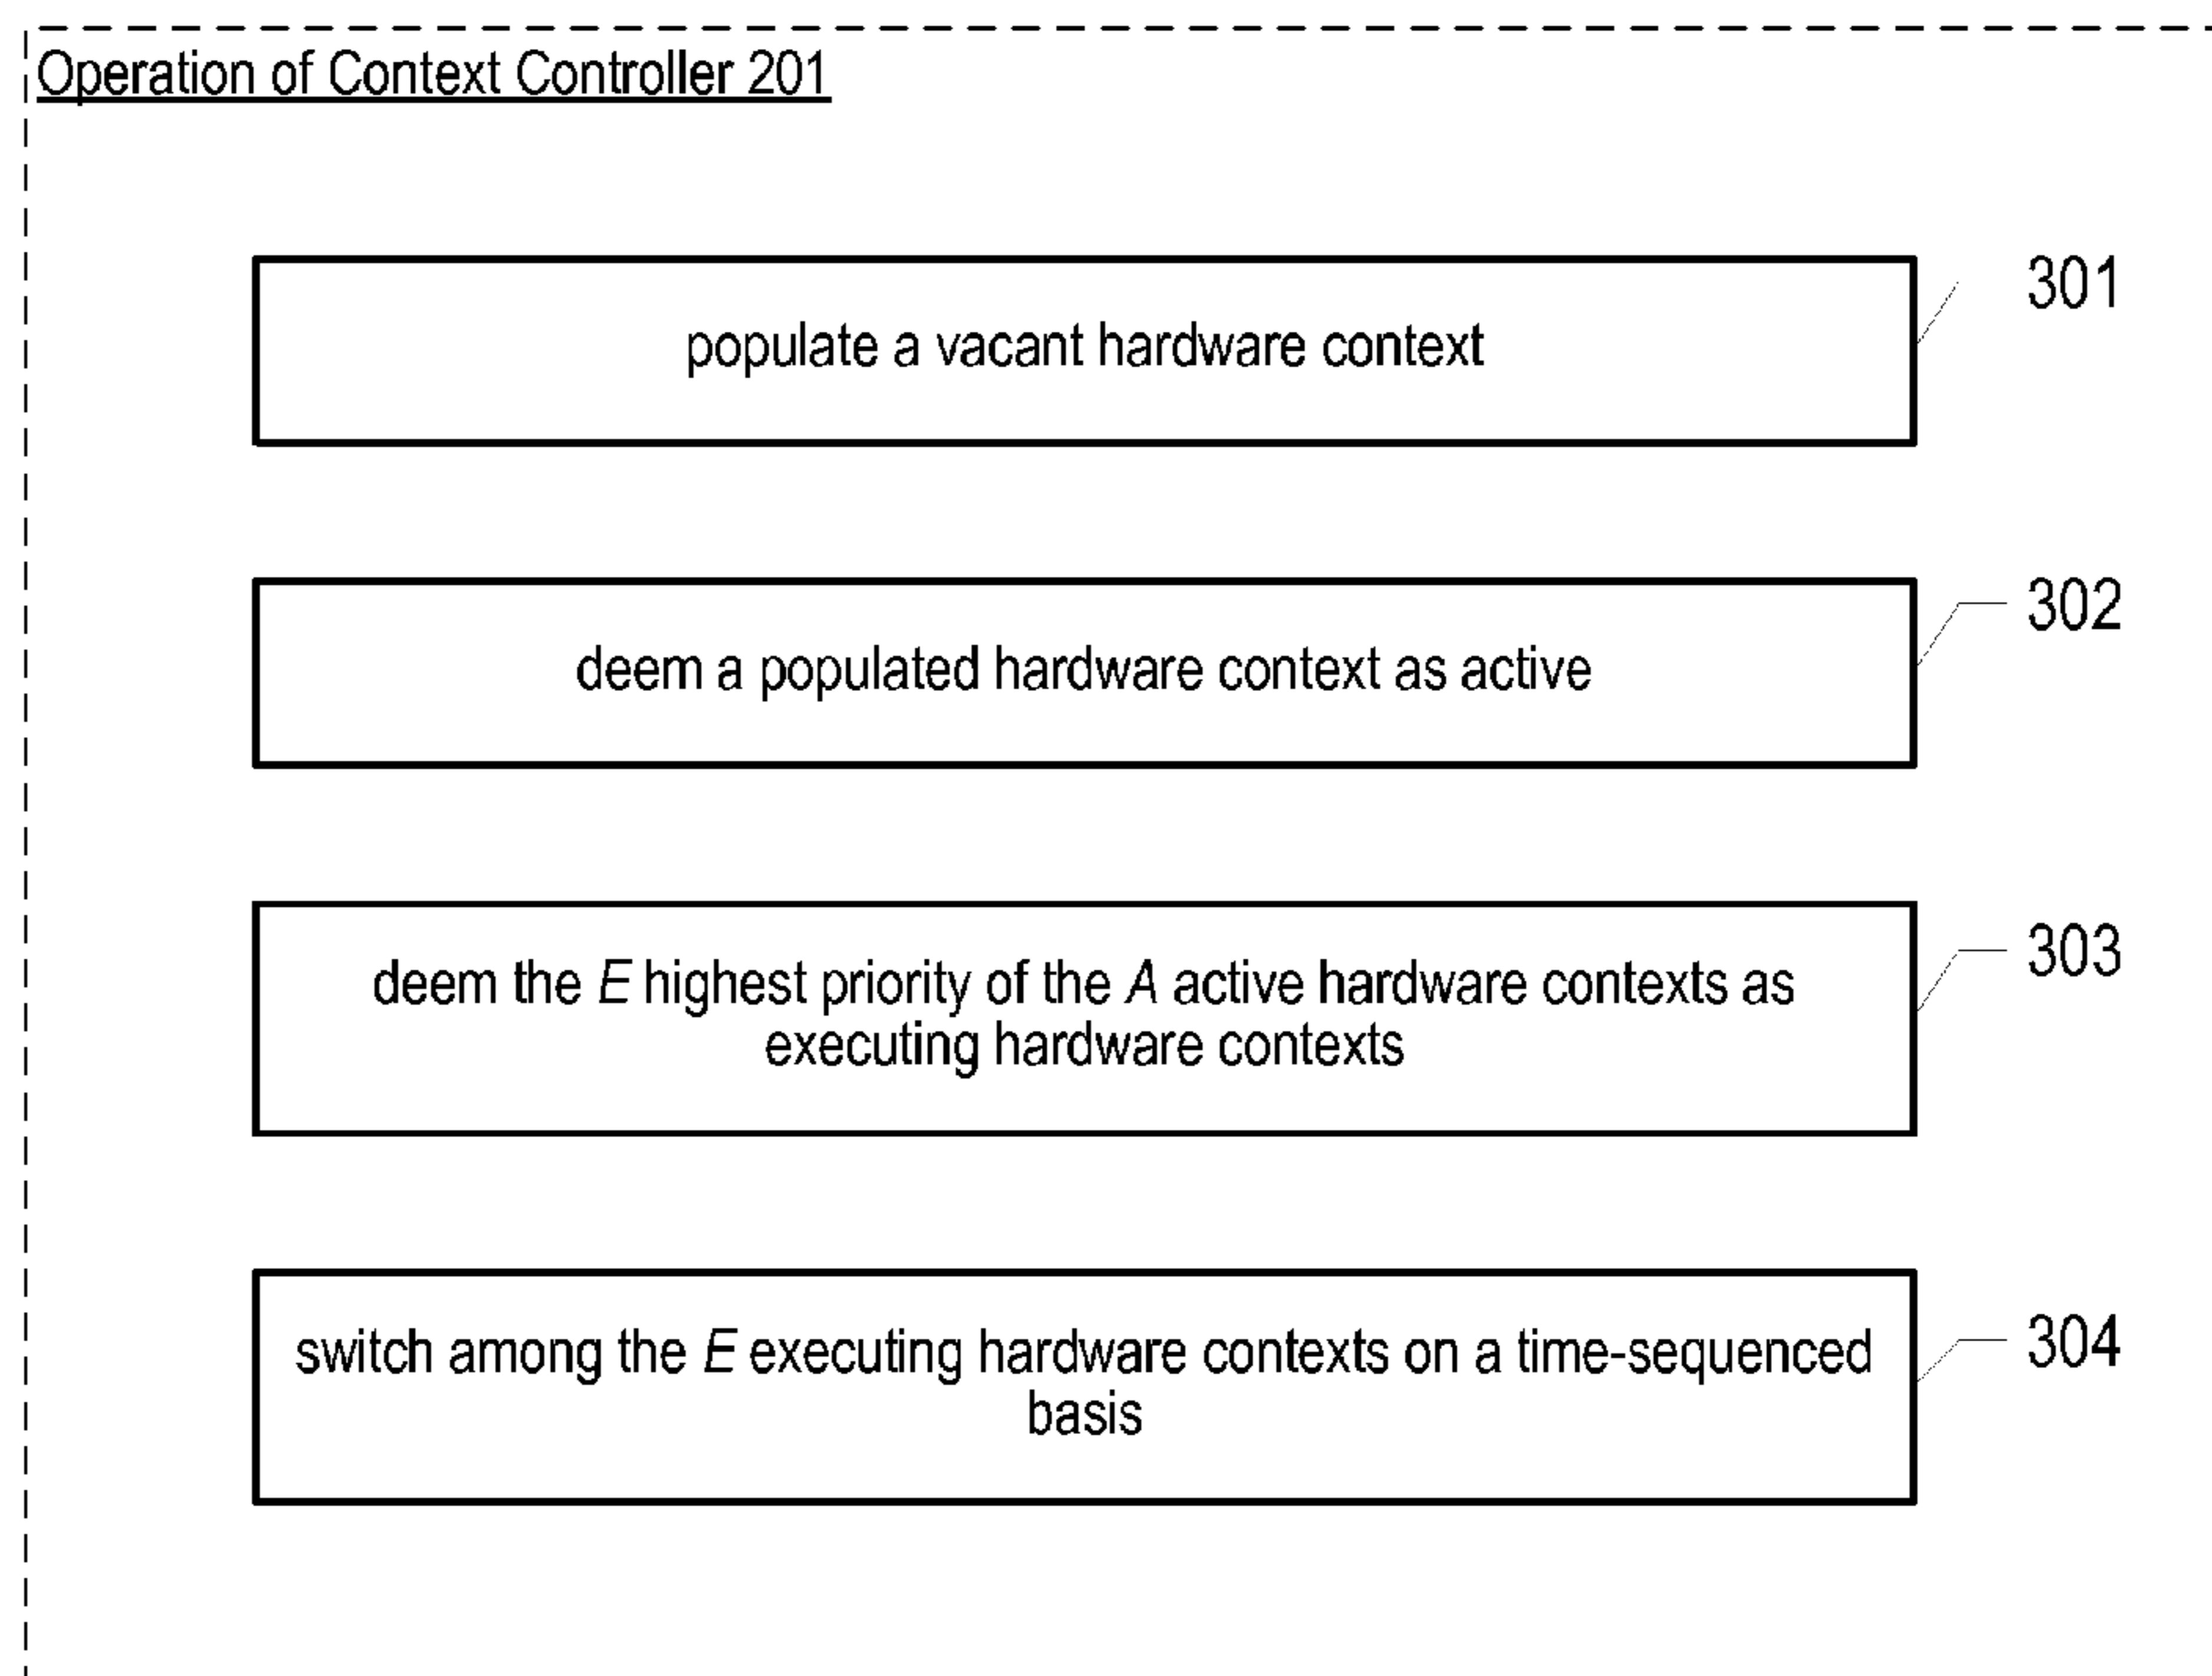 Operation of Context Controller 201
populate a vacant hardware context
301
deem a populated hardware context as active
302
deem the E highest priority of the A active hardware contexts as
executing hardware contexts
303
switch among the E executing hardware contexts on a time-sequenced
basis
304